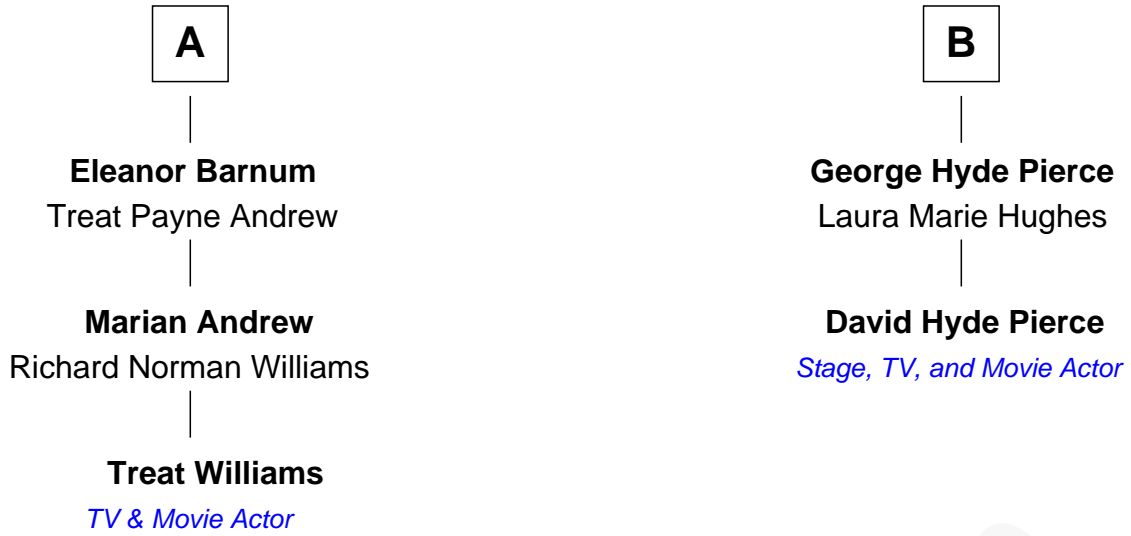 A
Eleanor Barnum
Treat Payne Andrew
Marian Andrew
Richard Norman Williams
Treat Williams
TV & Movie Actor
B
George Hyde Pierce
Laura Marie Hughes
David Hyde Pierce
Stage, TV, and Movie Actor